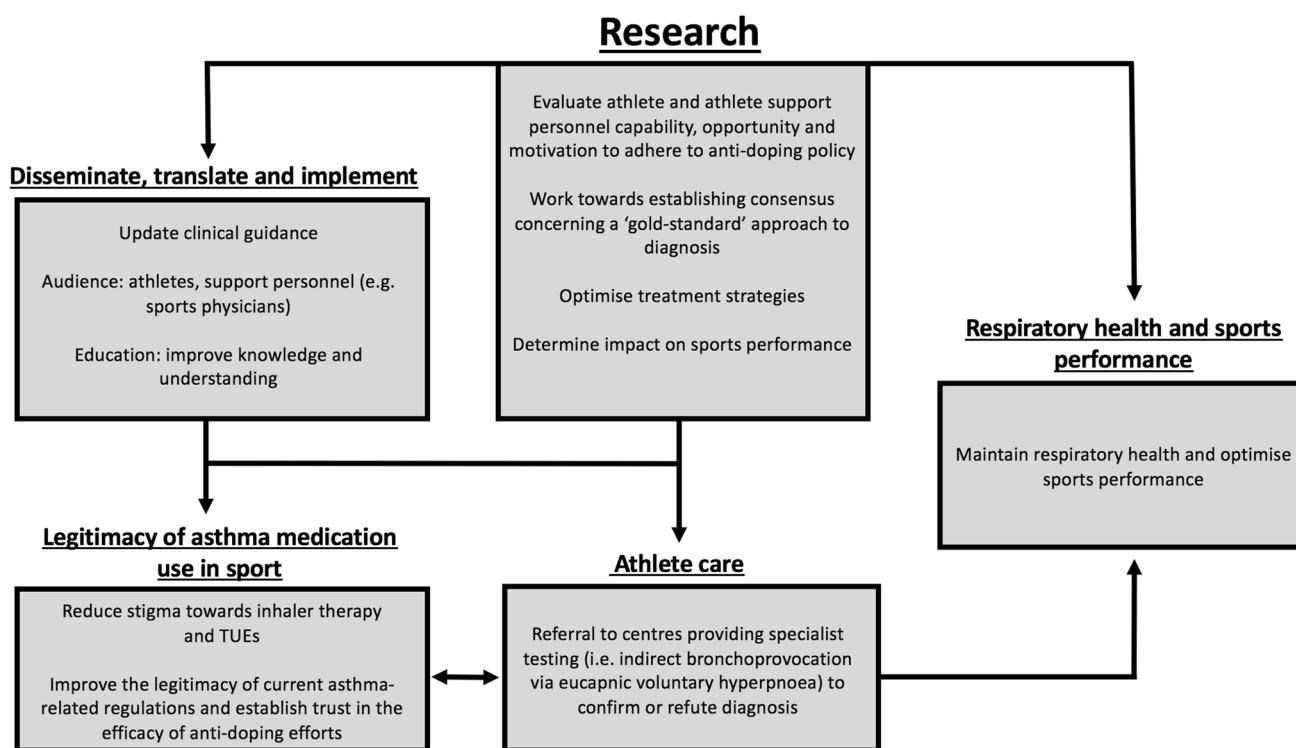 Research
Evaluate athlete and athlete support
personnel capability, opportunity and
motivation to adhere to anti-doping policy
Work towards establishing consensus
concerning a ‘gold-standard’ approach to
diagnosis
Optimise treatment strategies
Determine impact on sports performance
Disseminate, translate and implement
Update clinical guidance
Audience: athletes, support personnel (e.g.
sports physicians)
Education: improve knowledge and
understanding
Respiratory health and sports
performance
Maintain respiratory health and optimise
sports performance
Legitimacy of asthma medication
use in sport
Reduce stigma towards inhaler therapy
and TUEs
Improve the legitimacy of current asthma-
related regulations and establish trust in the
efficacy of anti-doping efforts
Athlete care
Referral to centres providing specialist
testing (i.e. indirect bronchoprovocation
via eucapnic voluntary hyperpnoea) to
confirm or refute diagnosis